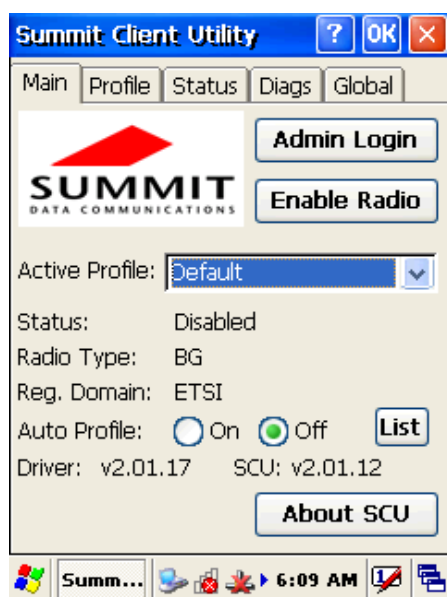 Summit Client Utility ? OK ×
Main Profile Status Diags Global
SUMMIT
DATA COMMUNICATIONS
Admin Login
Enable Radio
Active Profile: Default
Status: Disabled
Radio Type: BG
Reg. Domain: ETSI
Auto Profile: On Off List
Driver: v2.01.17 SCU: v2.01.12
About SCU
Summ... 6:09 AM